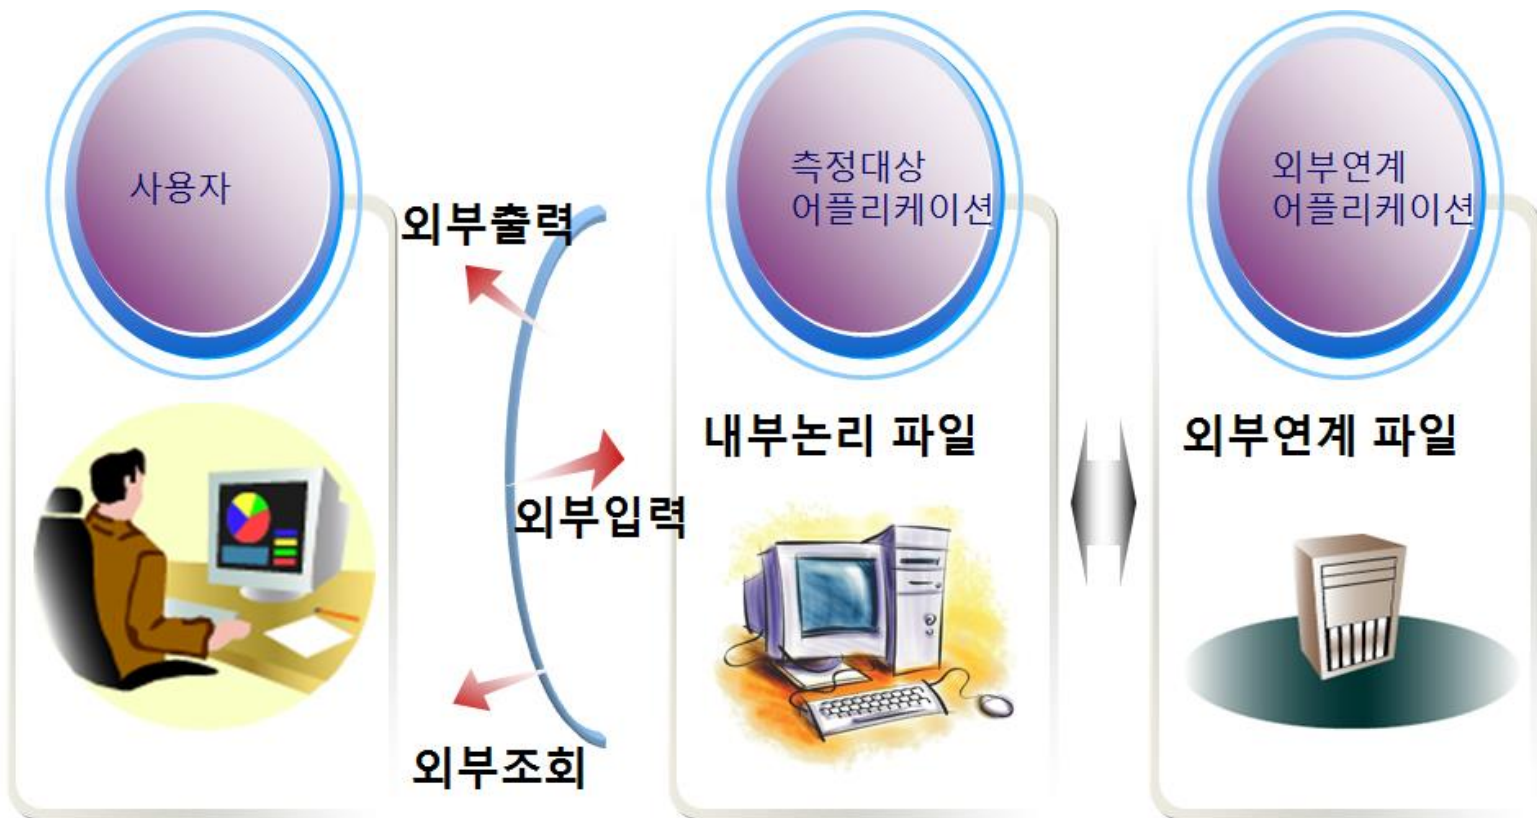 사용자
외부출력
외부입력
외부조회
측정대상
어플리케이션
내부논리 파일
외부연계
어플리케이션
외부연계 파일